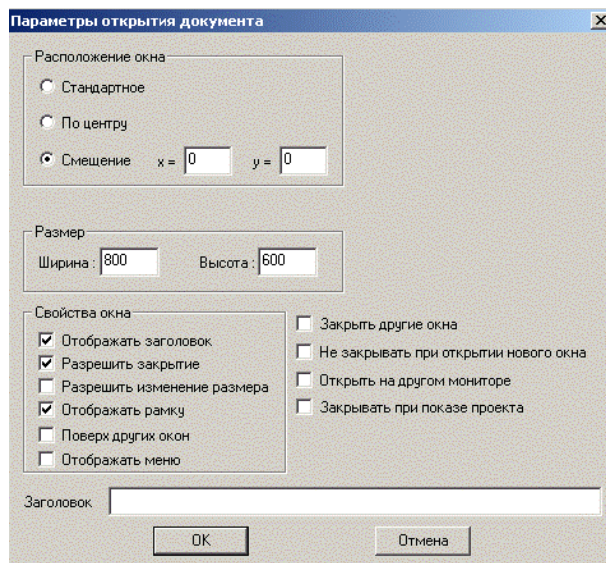 Параметры открытия документа
Расположение окна
Стандартное
По центру
Смещение x = 0 y = 0
Размер
Ширина : 800 Высота : 600
Свойства окна
Отображать заголовок
Разрешить закрытие
Разрешить изменение размера
Отображать рамку
Поверх других окон
Отображать меню
Закрыть другие окна
Не закрывать при открытии нового окна
Открыть на другом мониторе
Закрывать при показе проекта
Заголовок
OK Отмена